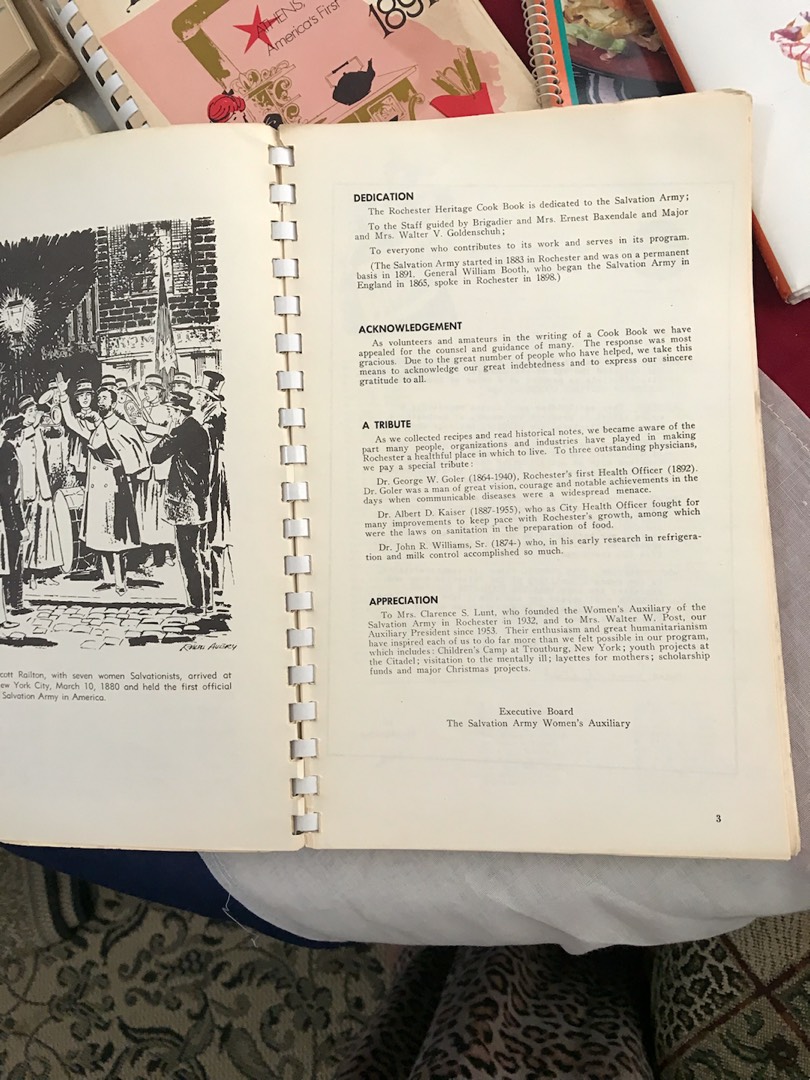 ATHENS,
America's First
189
DEDICATION
The Rochester Heritage Cook Book is dedicated to the Salvation Army;
To the Staff guided by Brigadier and Mrs. Ernest Baxendale and Major
and Mrs. Walter V. Goldenschuh;
To everyone who contributes to its work and serves in its program.
(The Salvation Army started in 1883 in Rochester and was on a permanent
basis in 1891. General William Booth, who began the Salvation Army in
England in 1865, spoke in Rochester in 1898.)
ACKNOWLEDGEMENT
As volunteers and amateurs in the writing of a Cook Book we have
appealed for the counsel and guidance of many. The response was most
gracious. Due to the great number of people who have helped, we take this
means to acknowledge our great indebtedness and to express our sincere
gratitude to all.
A TRIBUTE
As we collected recipes and read historical notes, we became aware of the
part many people, organizations and industries have played in making
Rochester a healthful place in which to live. To three outstanding physicians,
we pay a special tribute:
Dr. George W. Goler (1864-1940), Rochester's first Health Officer (1892).
Dr. Goler was a man of great vision, courage and notable achievements in the
days when communicable diseases were a widespread menace.
Dr. Albert D. Kaiser (1887-1955), who as City Health Officer fought for
many improvements to keep pace with Rochester's growth, among which
were the laws on sanitation in the preparation of food.
Dr. John R. Williams, Sr. (1874-) who, in his early research in refrigera-
tion and milk control accomplished so much.
APPRECIATION
To Mrs. Clarence S. Lunt, who founded the Women's Auxiliary of the
Salvation Army in Rochester in 1932, and to Mrs. Walter W. Post, our
Auxiliary President since 1953. Their enthusiasm and great humanitarianism
have inspired each of us to do far more than we felt possible in our program,
which includes: Children's Camp at Troutburg, New York; youth projects at
the Citadel; visitation to the mentally ill; layettes for mothers; scholarship
funds and major Christmas projects.
Executive Board
The Salvation Army Women's Auxiliary
3
RALPH AVERY
cott Railton, with seven women Salvationists, arrived at
ew York City, March 10, 1880 and held the first official
Salvation Army in America.